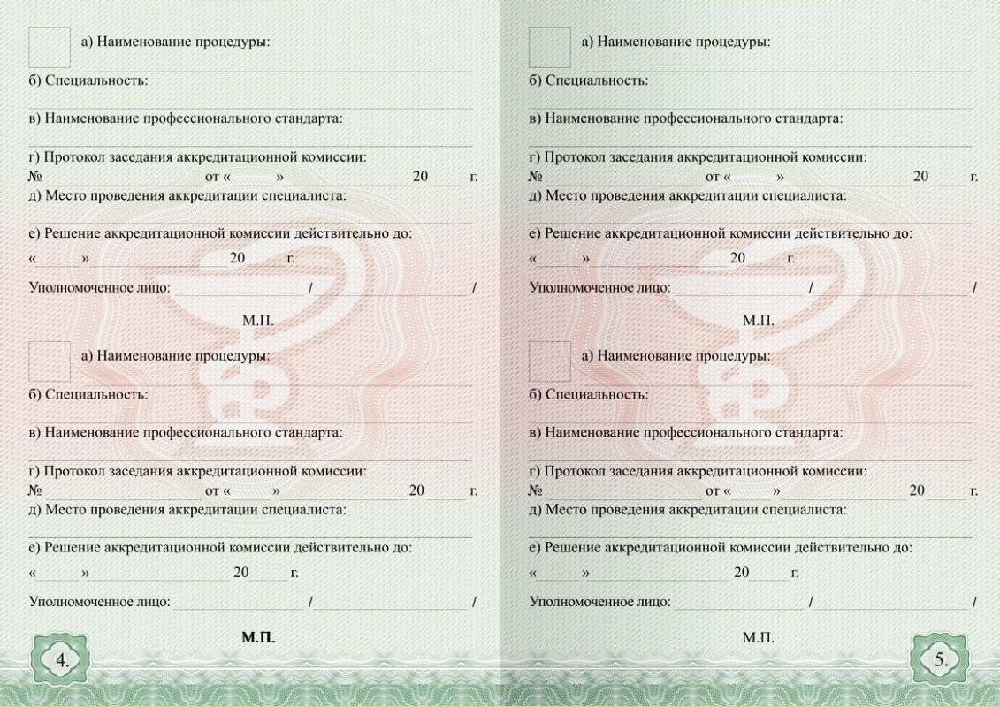 а) Наименование процедуры:
б) Специальность:
в) Наименование профессионального стандарта:
г) Протокол заседания аккредитационной комиссии:
№ от « » 20 г.
д) Место проведения аккредитации специалиста:
е) Решение аккредитационной комиссии действительно до:
« » 20 г.
Уполномоченное лицо: / /
М.П.
а) Наименование процедуры:
б) Специальность:
в) Наименование профессионального стандарта:
г) Протокол заседания аккредитационной комиссии:
№ от « » 20 г.
д) Место проведения аккредитации специалиста:
е) Решение аккредитационной комиссии действительно до:
« » 20 г.
Уполномоченное лицо: / /
М.П.
4.
а) Наименование процедуры:
б) Специальность:
в) Наименование профессионального стандарта:
г) Протокол заседания аккредитационной комиссии:
№ от « » 20 г.
д) Место проведения аккредитации специалиста:
е) Решение аккредитационной комиссии действительно до:
« » 20 г.
Уполномоченное лицо: / /
М.П.
а) Наименование процедуры:
б) Специальность:
в) Наименование профессионального стандарта:
г) Протокол заседания аккредитационной комиссии:
№ от « » 20 г.
д) Место проведения аккредитации специалиста:
е) Решение аккредитационной комиссии действительно до:
« » 20 г.
Уполномоченное лицо: / /
М.П.
5.